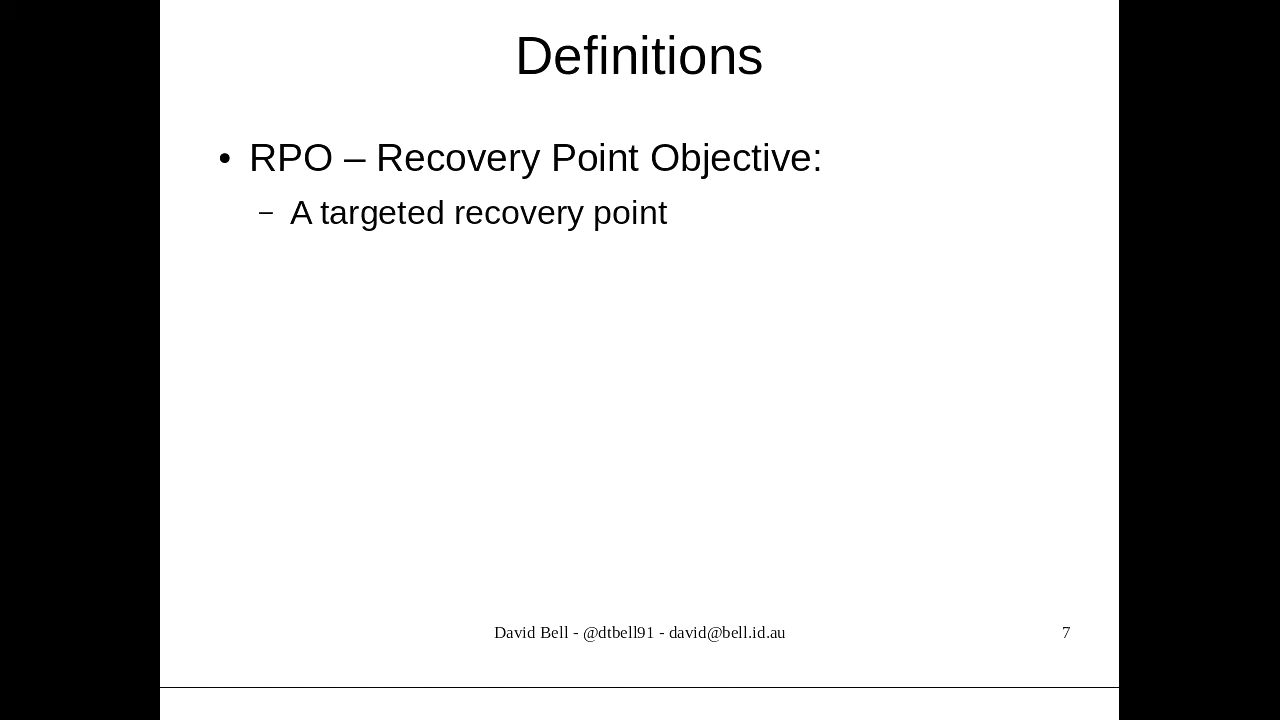 Definitions
• RPO – Recovery Point Objective:
– A targeted recovery point
David Bell - @dtbell91 - david@bell.id.au
7